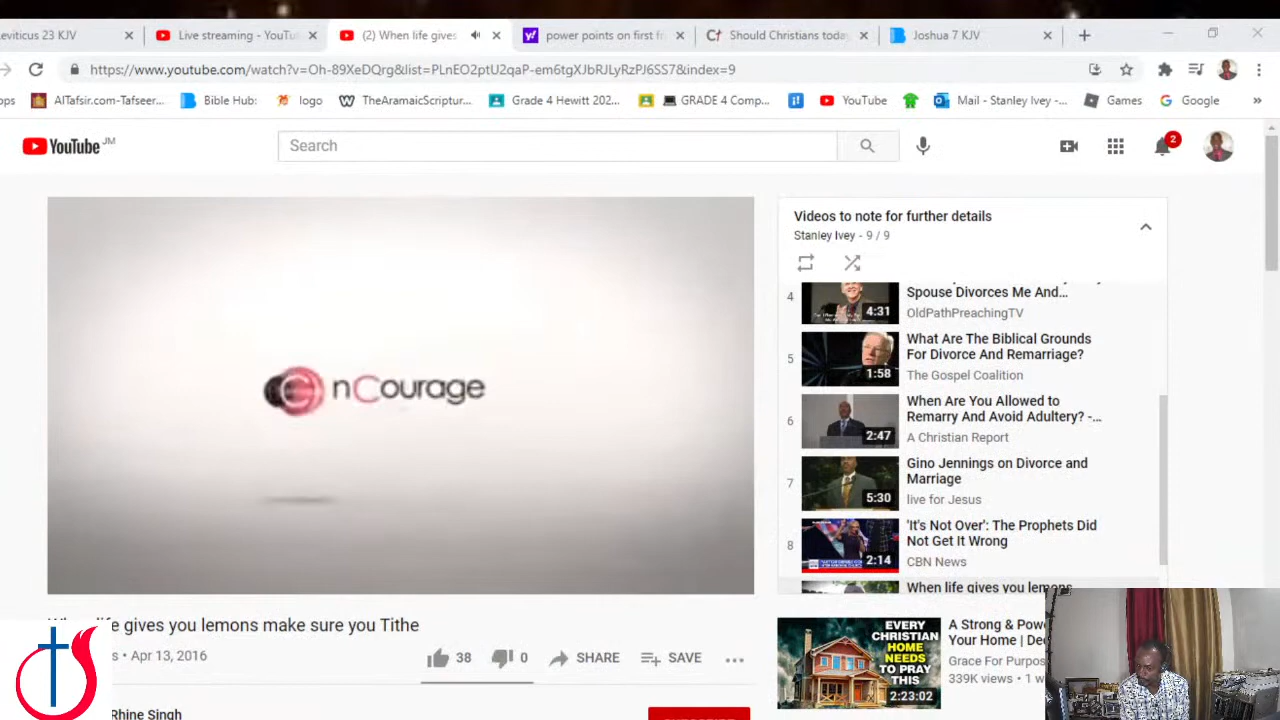 eviticus 23 KJV
Live streaming - YouTu
(2) When life gives
power points on first f
Should Christians today
Joshua 7 KJV
https://www.youtube.com/watch?v=Oh-89XeDQrg&list=PLnEO2ptU2qaP-em6tgXJbRJLyRzPJ6SS7&index=9
ops
AlTafsir.com-Tafseer...
Bible Hub:
logo
TheAramaicScriptur...
Grade 4 Hewitt 202...
GRADE 4 Comp...
YouTube
Mail - Stanley Ivey -...
Games
Google
»
YouTube JM
Search
2
Videos to note for further details
Stanley Ivey - 9 / 9
nCourage
4
Spouse Divorces Me And...
OldPathPreachingTV
4:31
5
What Are The Biblical Grounds
For Divorce And Remarriage?
The Gospel Coalition
1:58
6
When Are You Allowed to
Remarry And Avoid Adultery? -...
A Christian Report
2:47
7
Gino Jennings on Divorce and
Marriage
live for Jesus
5:30
8
'It's Not Over': The Prophets Did
Not Get It Wrong
CBN News
2:14
When life gives you lemons
fe gives you lemons make sure you Tithe
s • Apr 13, 2016
38
0
SHARE
SAVE
Rhine Singh
EVERY
CHRISTIAN
HOME
NEEDS
TO PRAY
THIS
2:23:02
A Strong & Pow
Your Home | De
Grace For Purpos
339K views • 1 w